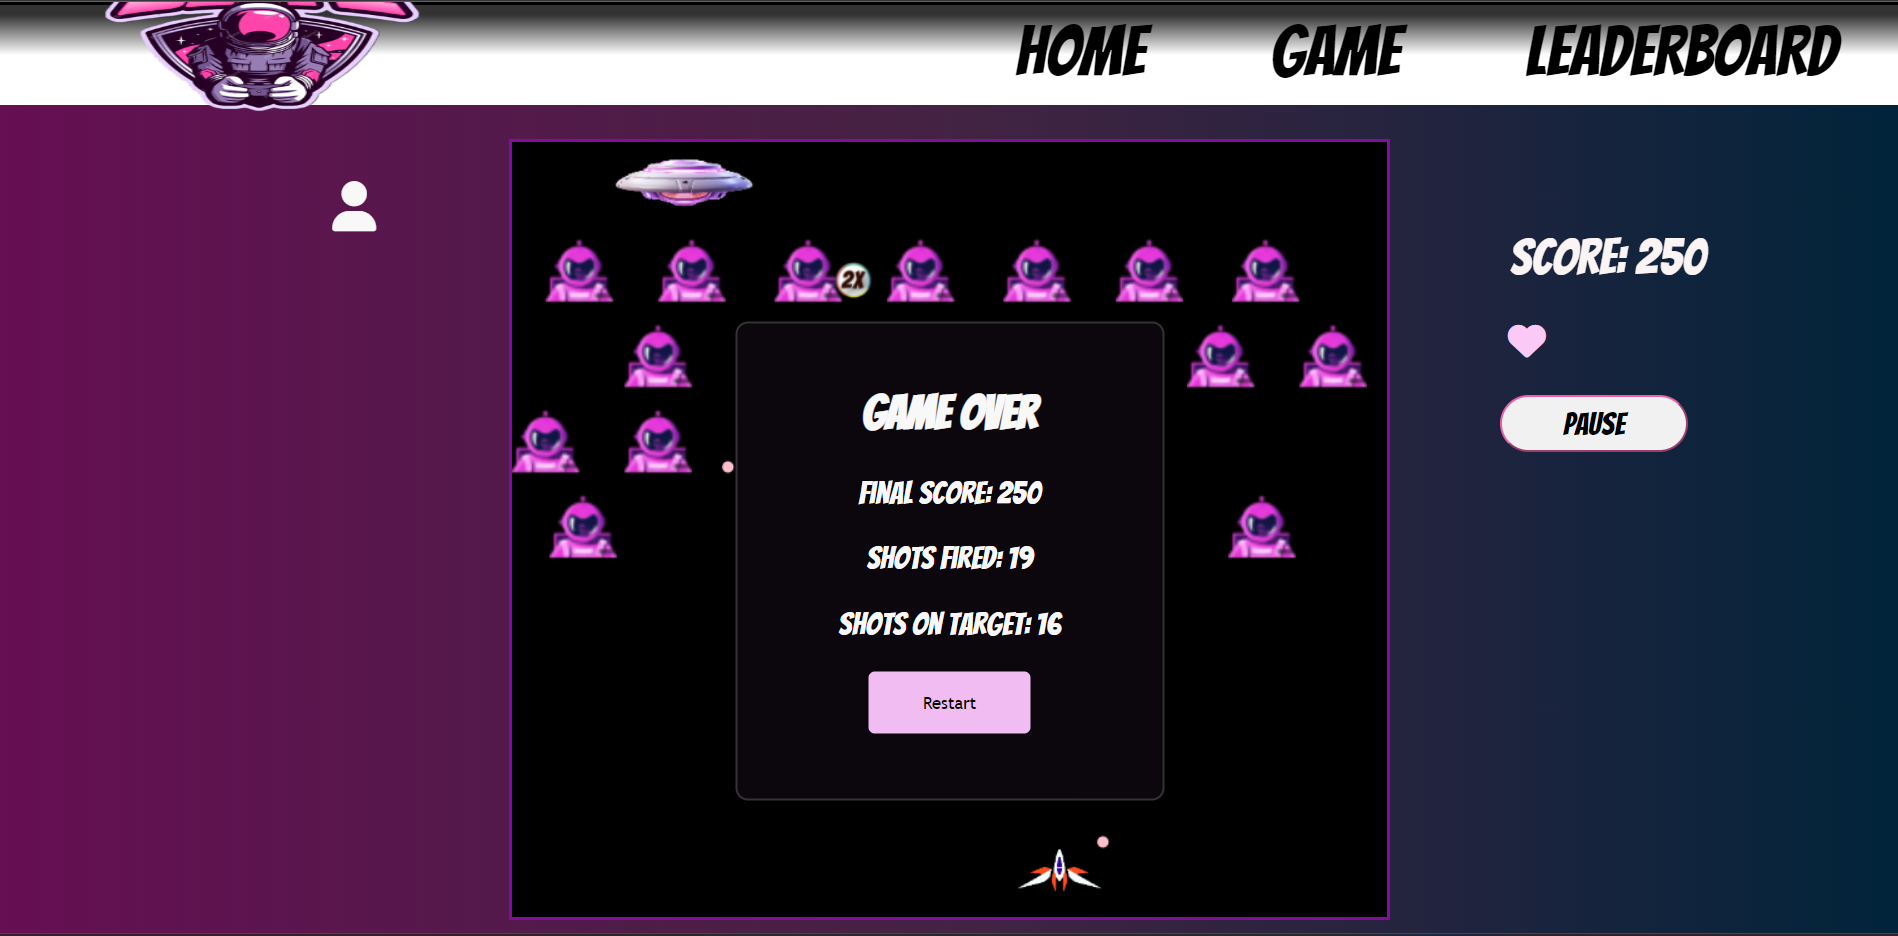 HOME GAME LEADERBOARD
2X
SCORE: 250
PAUSE
GAME OVER
FINAL SCORE: 250
SHOTS FIRED: 19
SHOTS ON TARGET: 16
Restart